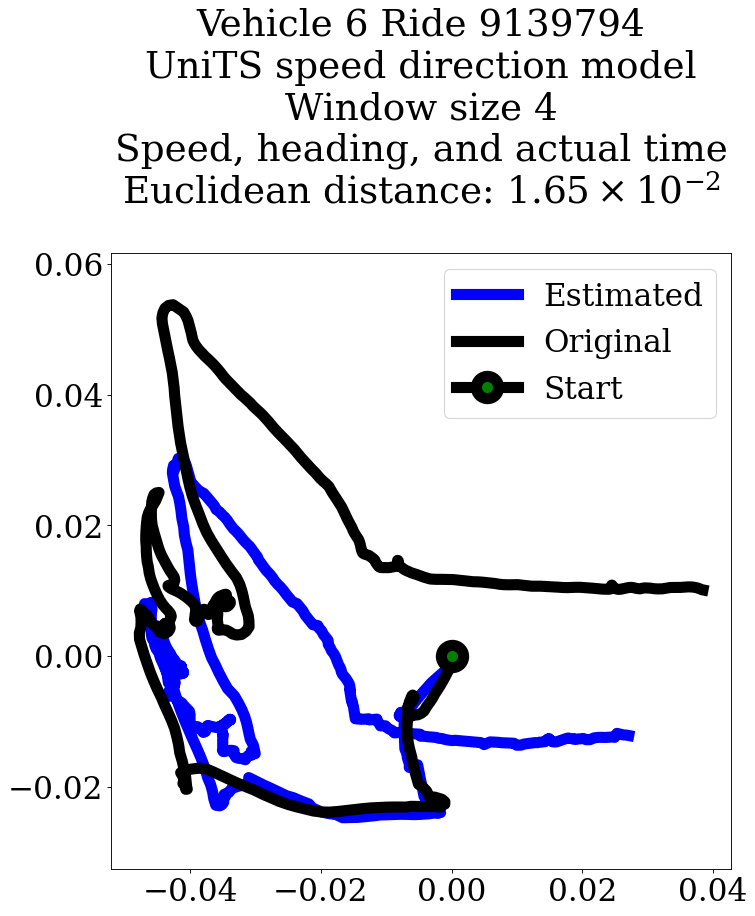 Vehicle 6 Ride 9139794
UniTS speed direction model
Window size 4
Speed, heading, and actual time
Euclidean distance: 1.65 × 10⁻²
Estimated
Original
Start
0.06
0.04
0.02
0.00
−0.02
−0.04 −0.02 0.00 0.02 0.04